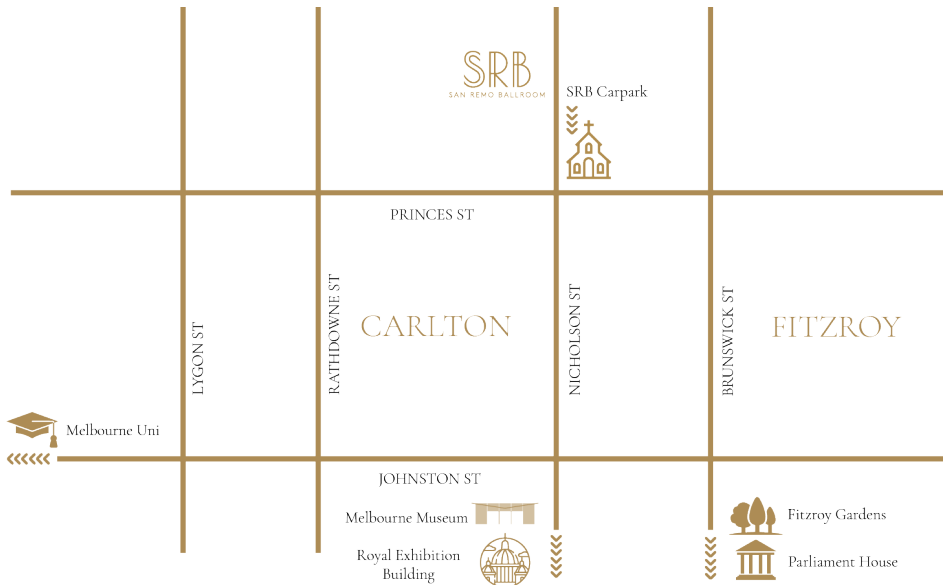 SRB
SAN REMO BALLROOM
SRB Carpark
PRINCES ST
LYGON ST
RATHDOWNE ST
CARLTON
NICHOLSON ST
BRUNSWICK ST
FITZROY
Melbourne Uni
JOHNSTON ST
Melbourne Museum
Royal Exhibition
Building
Fitzroy Gardens
Parliament House